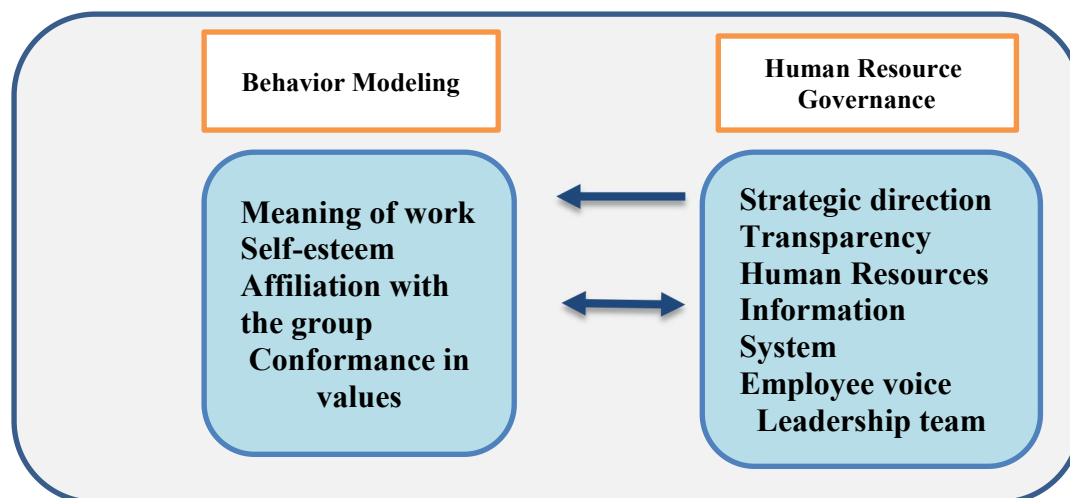 Behavior Modeling
Human Resource
Governance
Meaning of work
Self-esteem
Affiliation with
the group
Conformance in
values
Strategic direction
Transparency
Human Resources
Information
System
Employee voice
Leadership team